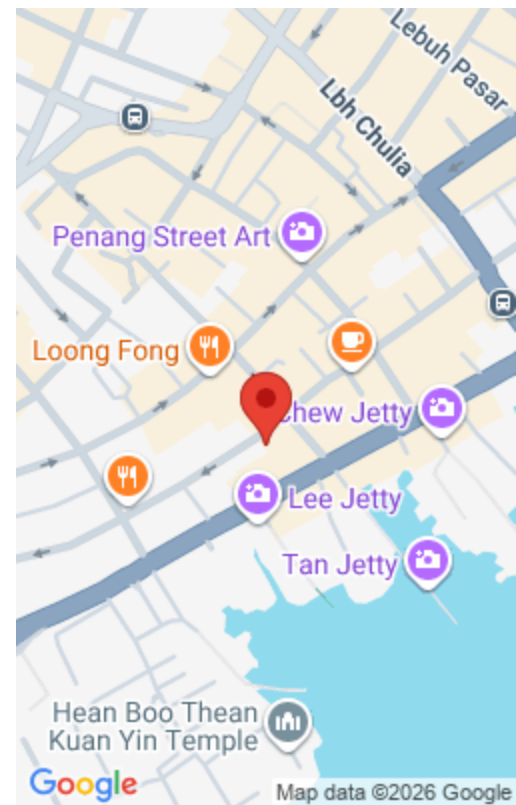 Lebuh Pasar
Lbh Chulia
Penang Street Art
Loong Fong
Chew Jetty
Lee Jetty
Tan Jetty
Hean Boo Thean
Kuan Yin Temple
Google
Map data ©2026 Google